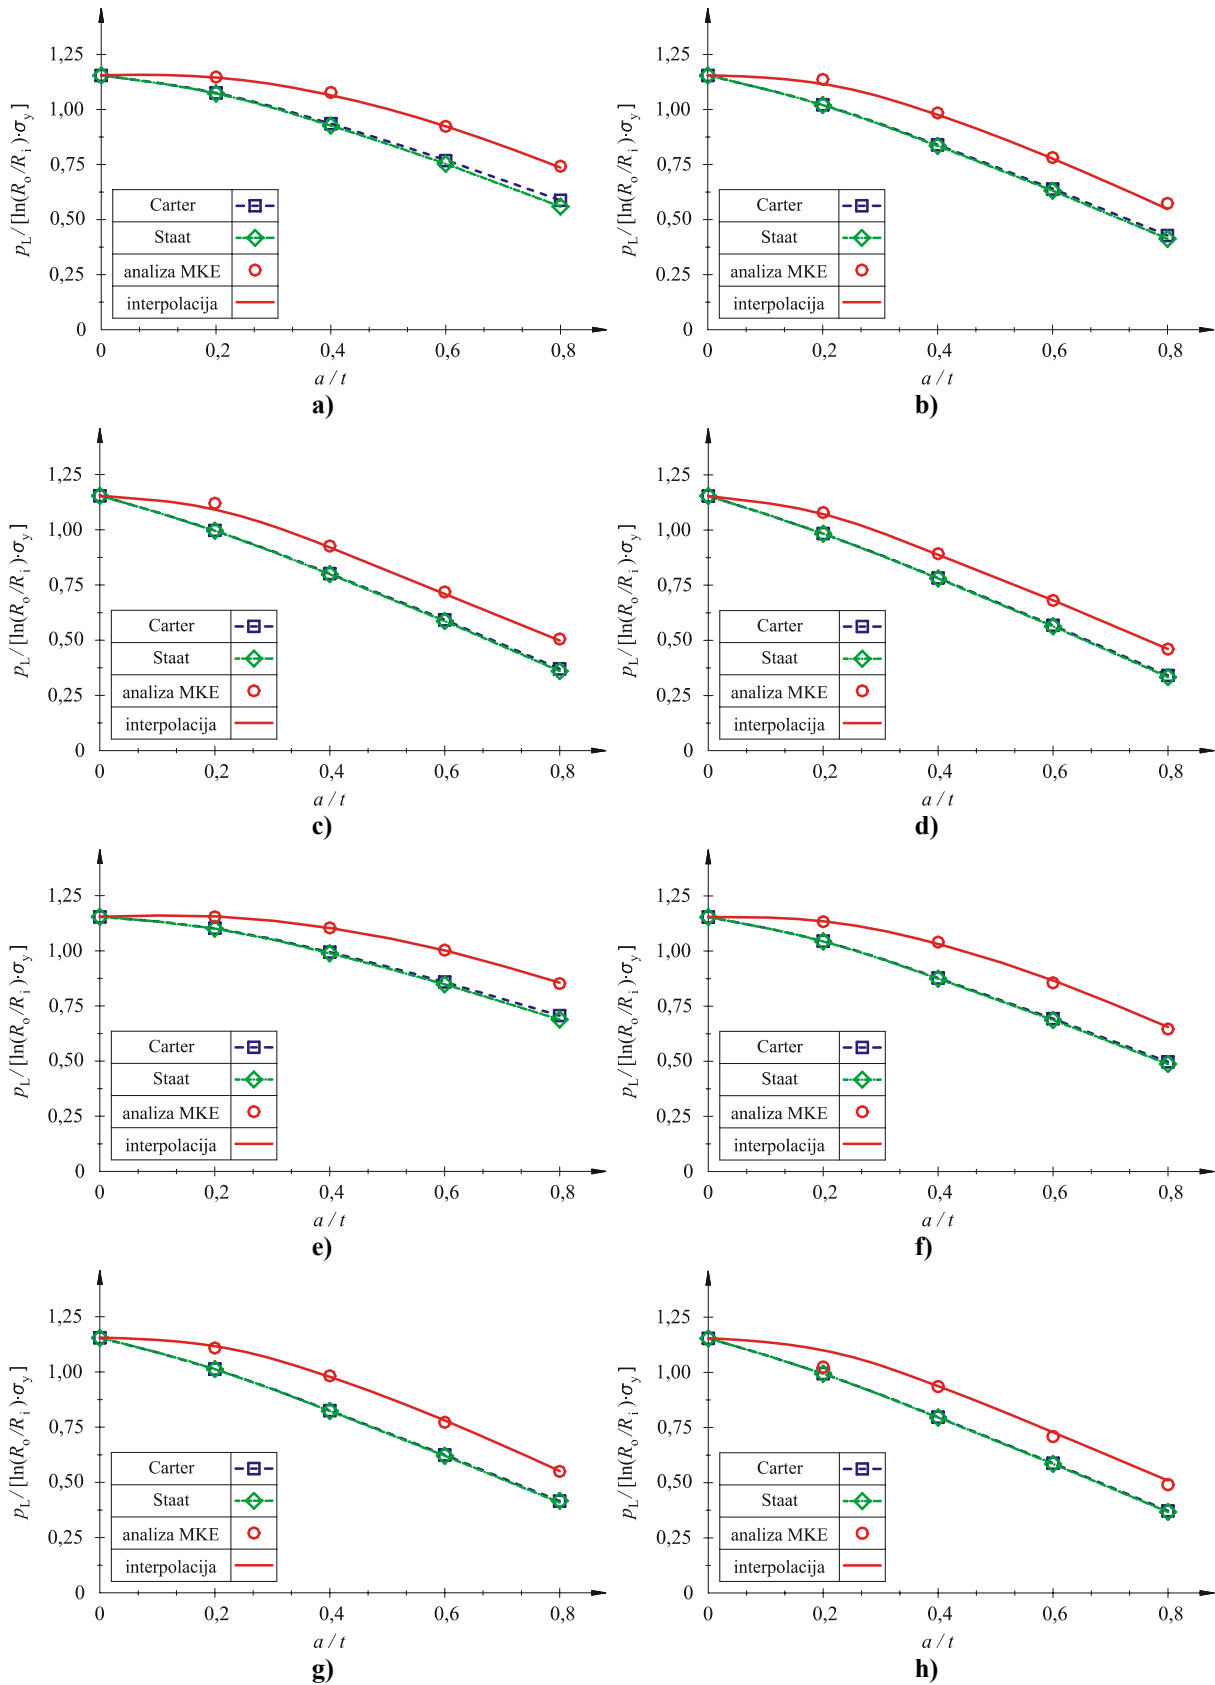 p_L / [ln(R_o/R_i)·σ_y]
1,25
1,00
0,75
0,50
0,25
0
Carter
Staat
analiza MKE
interpolacija
0 0,2 0,4 0,6 0,8
a / t
a)
p_L / [ln(R_o/R_i)·σ_y]
1,25
1,00
0,75
0,50
0,25
0
Carter
Staat
analiza MKE
interpolacija
0 0,2 0,4 0,6 0,8
a / t
b)
p_L / [ln(R_o/R_i)·σ_y]
1,25
1,00
0,75
0,50
0,25
0
Carter
Staat
analiza MKE
interpolacija
0 0,2 0,4 0,6 0,8
a / t
c)
p_L / [ln(R_o/R_i)·σ_y]
1,25
1,00
0,75
0,50
0,25
0
Carter
Staat
analiza MKE
interpolacija
0 0,2 0,4 0,6 0,8
a / t
d)
p_L / [ln(R_o/R_i)·σ_y]
1,25
1,00
0,75
0,50
0,25
0
Carter
Staat
analiza MKE
interpolacija
0 0,2 0,4 0,6 0,8
a / t
e)
p_L / [ln(R_o/R_i)·σ_y]
1,25
1,00
0,75
0,50
0,25
0
Carter
Staat
analiza MKE
interpolacija
0 0,2 0,4 0,6 0,8
a / t
f)
p_L / [ln(R_o/R_i)·σ_y]
1,25
1,00
0,75
0,50
0,25
0
Carter
Staat
analiza MKE
interpolacija
0 0,2 0,4 0,6 0,8
a / t
g)
p_L / [ln(R_o/R_i)·σ_y]
1,25
1,00
0,75
0,50
0,25
0
Carter
Staat
analiza MKE
interpolacija
0 0,2 0,4 0,6 0,8
a / t
h)